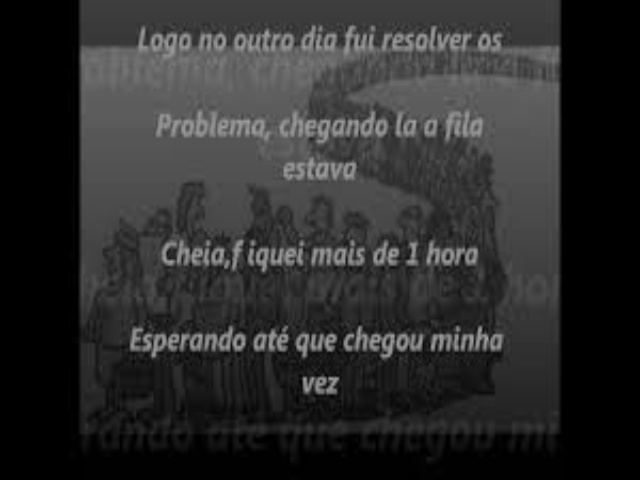 Logo no outro dia fui resolver os
Problema, chegando la a fila
estava
Cheia,f iquei mais de 1 hora
Esperando até que chegou minha
vez